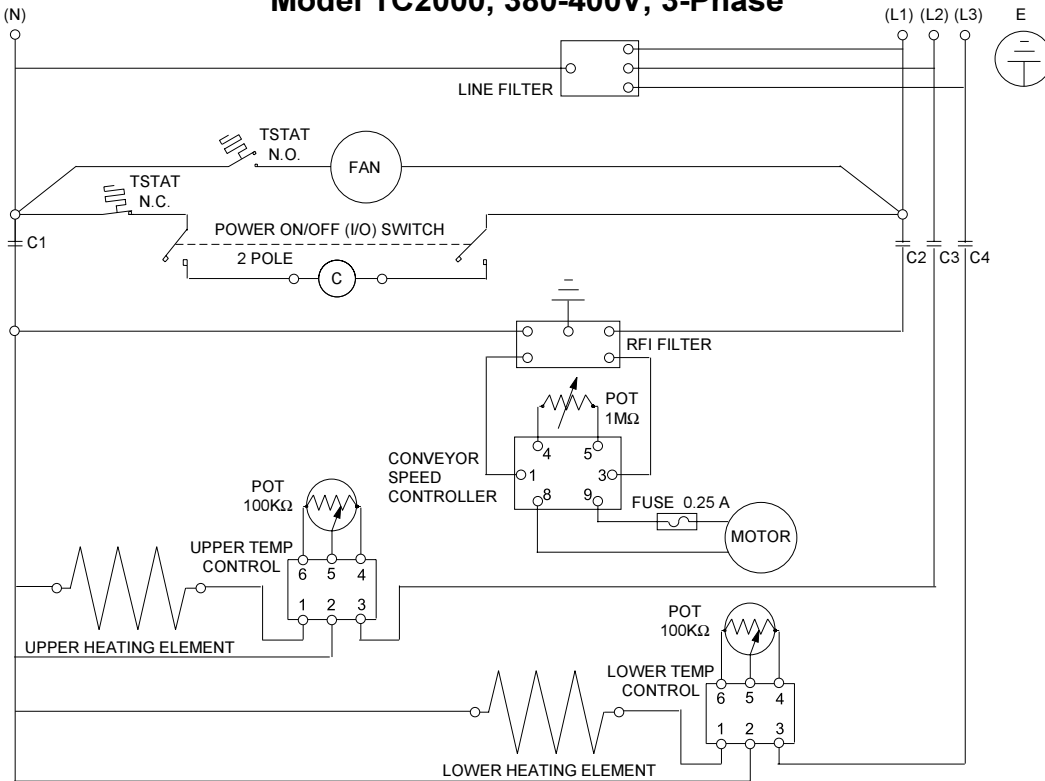 Model TC2000, 380-400V, 3-Phase
(N)
(L1) (L2) (L3) E
LINE FILTER
TSTAT
N.O.
FAN
TSTAT
N.C.
POWER ON/OFF (I/O) SWITCH
2 POLE
C
C1
C2 C3 C4
RFI FILTER
POT
1MΩ
4 5
CONVEYOR
SPEED
CONTROLLER
1 3
8 9
FUSE 0.25 A
MOTOR
POT
100KΩ
UPPER TEMP
CONTROL
6 5 4
1 2 3
UPPER HEATING ELEMENT
POT
100KΩ
LOWER TEMP
CONTROL
6 5 4
1 2 3
LOWER HEATING ELEMENT